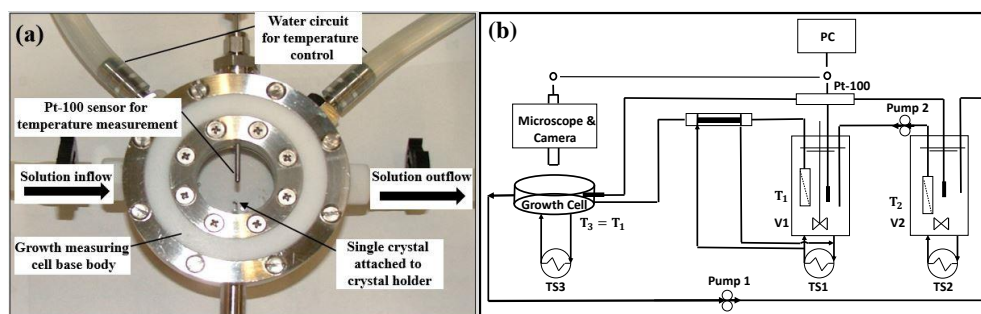 (a)
Water circuit
for temperature
control
Pt-100 sensor for
temperature measurement
Solution inflow
Solution outflow
Growth measuring
cell base body
Single crystal
attached to
crystal holder
(b)
PC
Pt-100
Pump 2
Microscope &
Camera
Growth Cell
T₃ = T₁
T₁
V1
T₂
V2
TS3
TS1
TS2
Pump 1